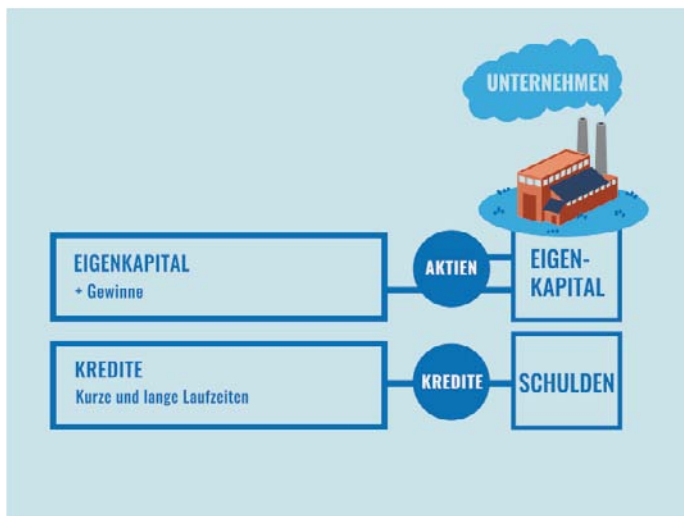 UNTERNEHMEN
EIGENKAPITAL
+ Gewinne
AKTIEN
EIGEN-
KAPITAL
KREDITE
Kurze und lange Laufzeiten
KREDITE
SCHULDEN